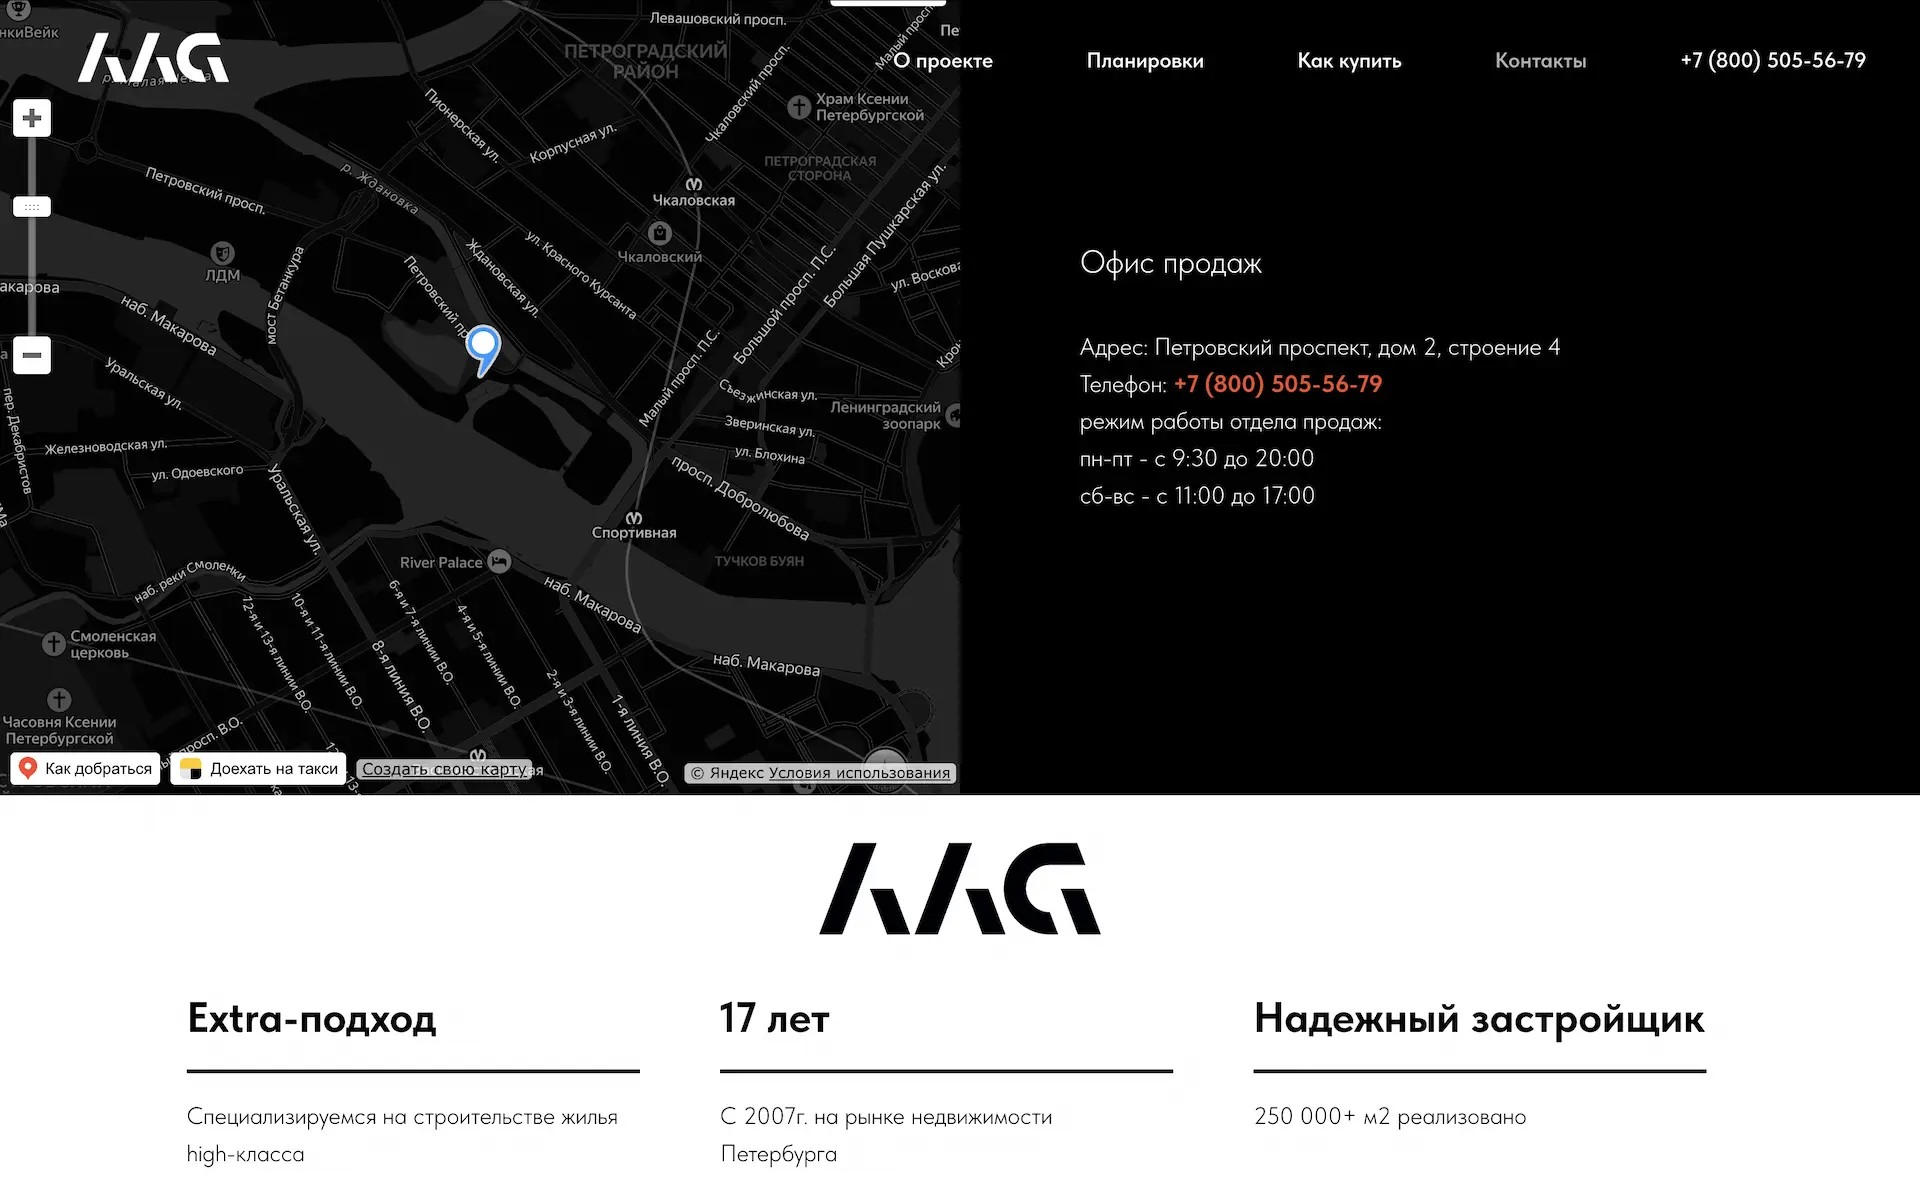 О проекте
Планировки
Как купить
Контакты
+7 (800) 505-56-79
Левашовский просп.
ПЕТРОГРАДСКИЙ
РАЙОН
Малый просп.
Чкаловский просп.
Храм Ксении
Петербургской
Пионерская ул.
Корпусная ул.
ПЕТРОГРАДСКАЯ
СТОРОНА
р. Ждановка
Петровский просп.
Чкаловская
Большая Пушкарская ул.
ЛДМ
мост Бетанкура
Ждановская ул.
ул. Красного Курсанта
Чкаловский
Большой просп. П.С.
ул. Воскова
наб. Макарова
Малый просп. П.С.
Уральская ул.
Съезжинская ул.
Ленинградский
зоопарк
Зверинская ул.
ул. Блохина
пер. Декабристов
Железноводская ул.
ул. Одоевского
Уральская ул.
просп. Добролюбова
Спортивная
ТУЧКОВ БУЯН
River Palace
наб. реки Смоленки
наб. Макарова
6-я и 7-я линии В.О.
4-я и 5-я линии В.О.
10-я и 11-я линии В.О.
12-я и 13-я линии В.О.
8-я линия В.О.
2-я и 3-я линии В.О.
1-я линия В.О.
наб. Макарова
Смоленская
церковь
Часовня Ксении
Петербургской
Как добраться
Доехать на такси
Создать свою карту
© Яндекс Условия использования
Офис продаж
Адрес: Петровский проспект, дом 2, строение 4
Телефон: +7 (800) 505-56-79
режим работы отдела продаж:
пн-пт - с 9:30 до 20:00
сб-вс - с 11:00 до 17:00
ААG
Extra-подход
Специализируемся на строительстве жилья
high-класса
17 лет
С 2007г. на рынке недвижимости
Петербурга
Надежный застройщик
250 000+ м2 реализовано